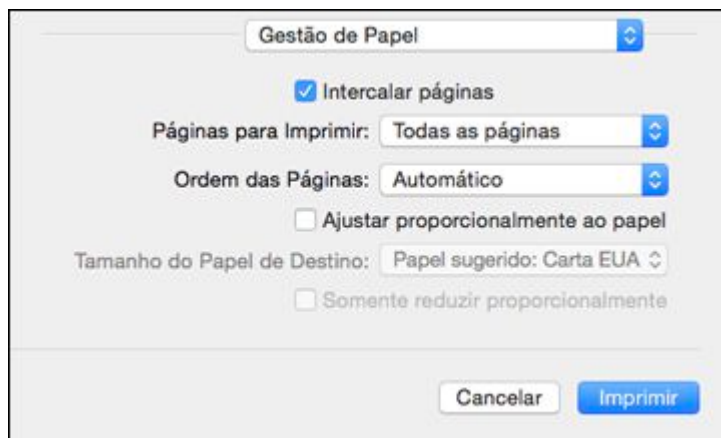 Gestão de Papel
Intercalar páginas
Páginas para Imprimir: Todas as páginas
Ordem das Páginas: Automático
Ajustar proporcionalmente ao papel
Tamanho do Papel de Destino: Papel sugerido: Carta EUA
Somente reduzir proporcionalmente
Cancelar Imprimir